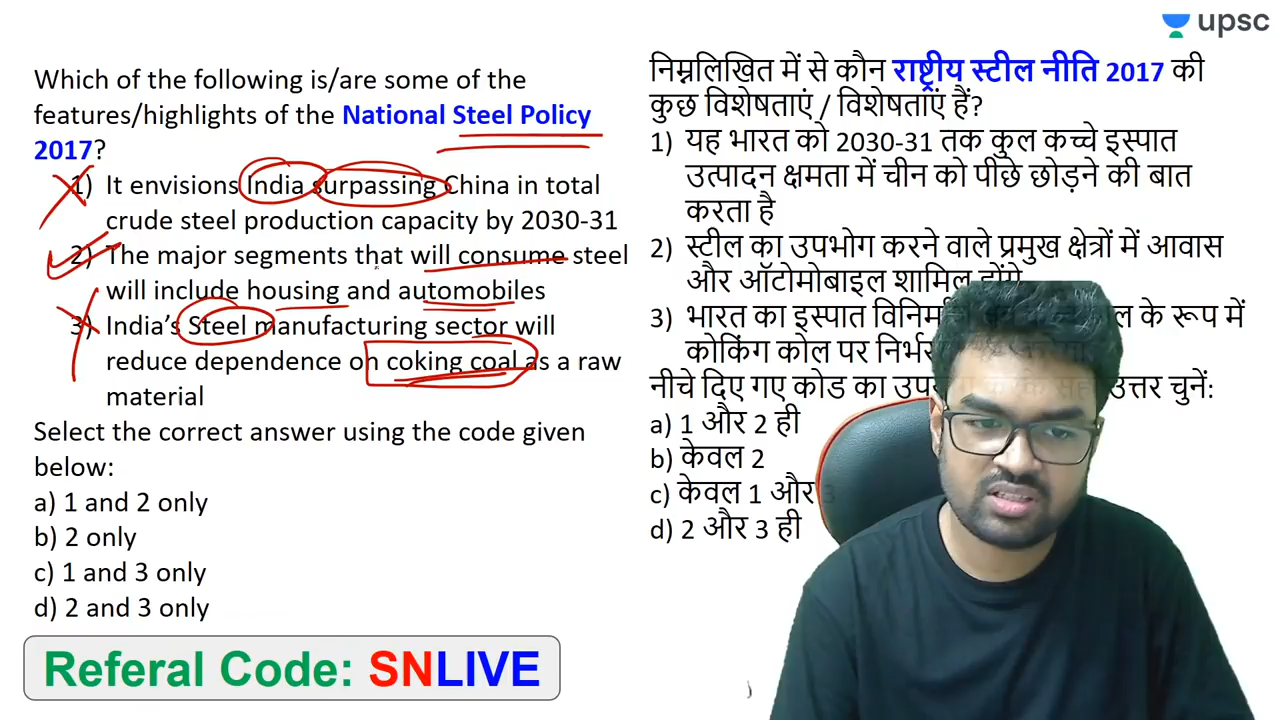 upsc
Which of the following is/are some of the
features/highlights of the National Steel Policy
2017?
1) It envisions India surpassing China in total
crude steel production capacity by 2030-31
2) The major segments that will consume steel
will include housing and automobiles
3) India's Steel manufacturing sector will
reduce dependence on coking coal as a raw
material
Select the correct answer using the code given
below:
a) 1 and 2 only
b) 2 only
c) 1 and 3 only
d) 2 and 3 only
Referal Code: SNLIVE
निम्नलिखित में से कौन राष्ट्रीय स्टील नीति 2017 की
कुछ विशेषताएं / विशेषताएं हैं?
1) यह भारत को 2030-31 तक कुल कच्चे इस्पात
उत्पादन क्षमता में चीन को पीछे छोड़ने की बात
करता है
2) स्टील का उपभोग करने वाले प्रमुख क्षेत्रों में आवास
और ऑटोमोबाइल शामिल होंगे
3) भारत का इस्पात के रूप में
कोकिंग कोल पर
नीचे दिए गए कोड का उत्तर चुनें:
a) 1 और 2 ही
b) केवल 2
c) केवल 1 और 3
d) 2 और 3 ही